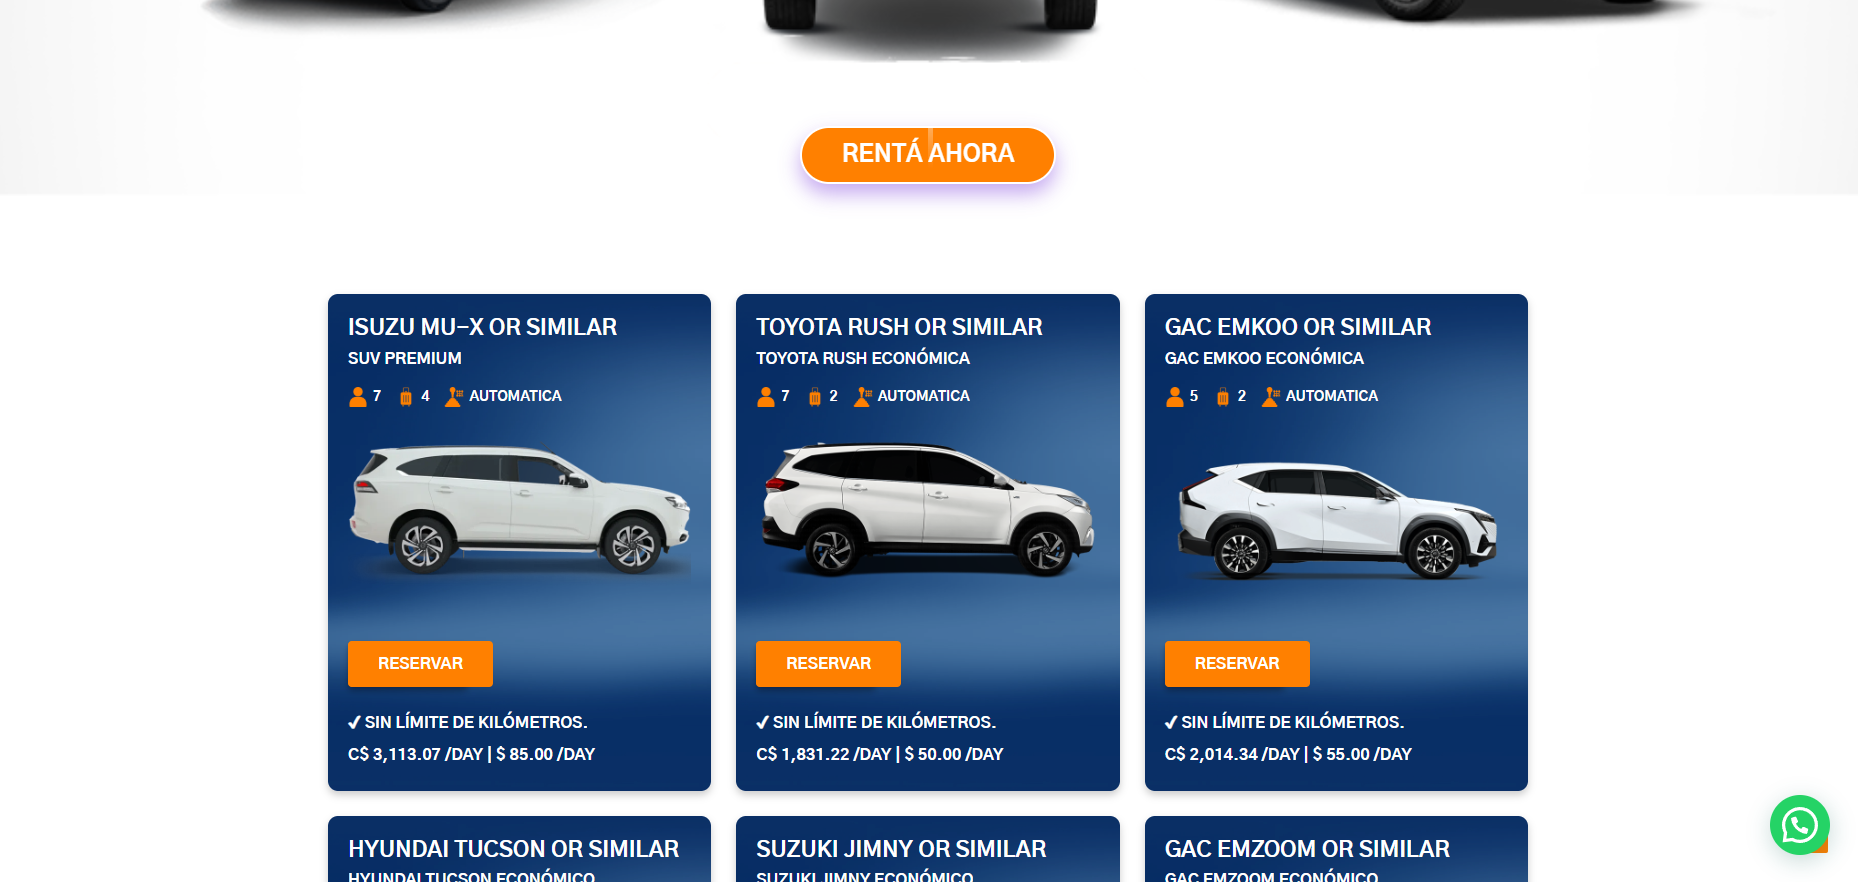 RENTÁ AHORA
ISUZU MU-X OR SIMILAR
SUV PREMIUM
7 4 AUTOMATICA
RESERVAR
✔ SIN LÍMITE DE KILÓMETROS.
C$ 3,113.07 /DAY | $ 85.00 /DAY
TOYOTA RUSH OR SIMILAR
TOYOTA RUSH ECONÓMICA
7 2 AUTOMATICA
RESERVAR
✔ SIN LÍMITE DE KILÓMETROS.
C$ 1,831.22 /DAY | $ 50.00 /DAY
GAC EMKOO OR SIMILAR
GAC EMKOO ECONÓMICA
5 2 AUTOMATICA
RESERVAR
✔ SIN LÍMITE DE KILÓMETROS.
C$ 2,014.34 /DAY | $ 55.00 /DAY
HYUNDAI TUCSON OR SIMILAR
HYUNDAI TUCSON ECONÓMICO
SUZUKI JIMNY OR SIMILAR
SUZUKI JIMNY ECONÓMICO
GAC EMZOOM OR SIMILAR
GAC EMZOOM ECONÓMICO